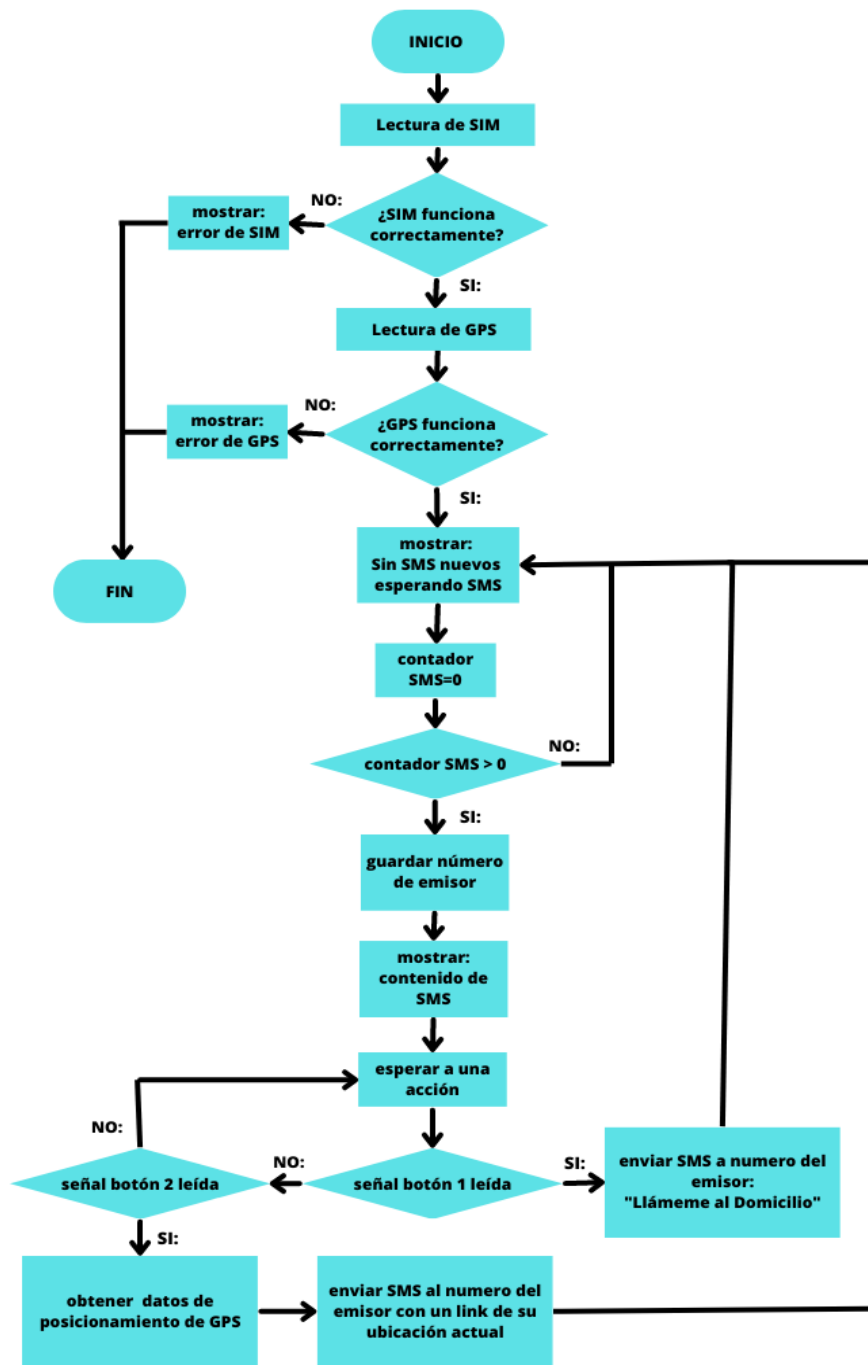 INICIO
Lectura de SIM
¿SIM funciona
correctamente?
NO:
mostrar:
error de SIM
SI:
Lectura de GPS
¿GPS funciona
correctamente?
NO:
mostrar:
error de GPS
FIN
SI:
mostrar:
Sin SMS nuevos
esperando SMS
contador
SMS=0
contador SMS > 0
NO:
SI:
guardar número
de emisor
mostrar:
contenido de
SMS
esperar a una
acción
señal botón 1 leída
SI:
enviar SMS a numero del
emisor:
"Llámeme al Domicilio"
NO:
señal botón 2 leída
NO:
SI:
obtener datos de
posicionamiento de GPS
enviar SMS al numero del
emisor con un link de su
ubicación actual